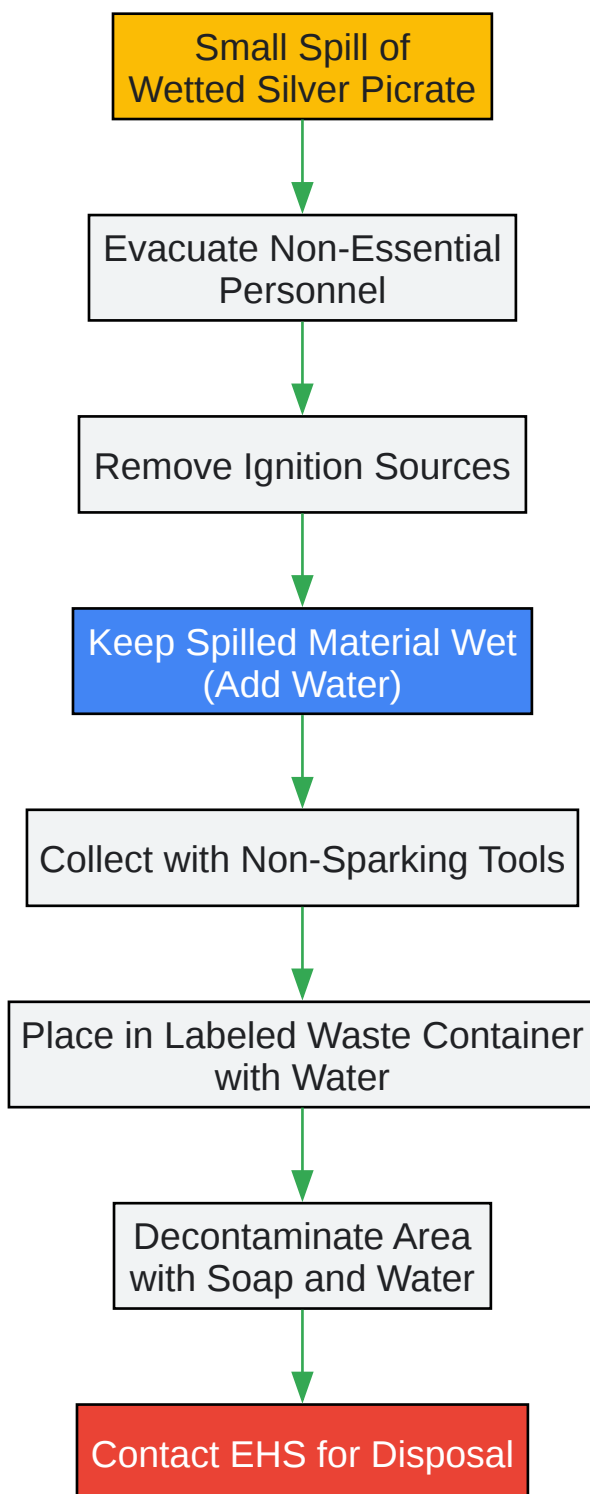 Small Spill of
Wetted Silver Picrate
Evacuate Non-Essential
Personnel
Remove Ignition Sources
Keep Spilled Material Wet
(Add Water)
Collect with Non-Sparking Tools
Place in Labeled Waste Container
with Water
Decontaminate Area
with Soap and Water
Contact EHS for Disposal